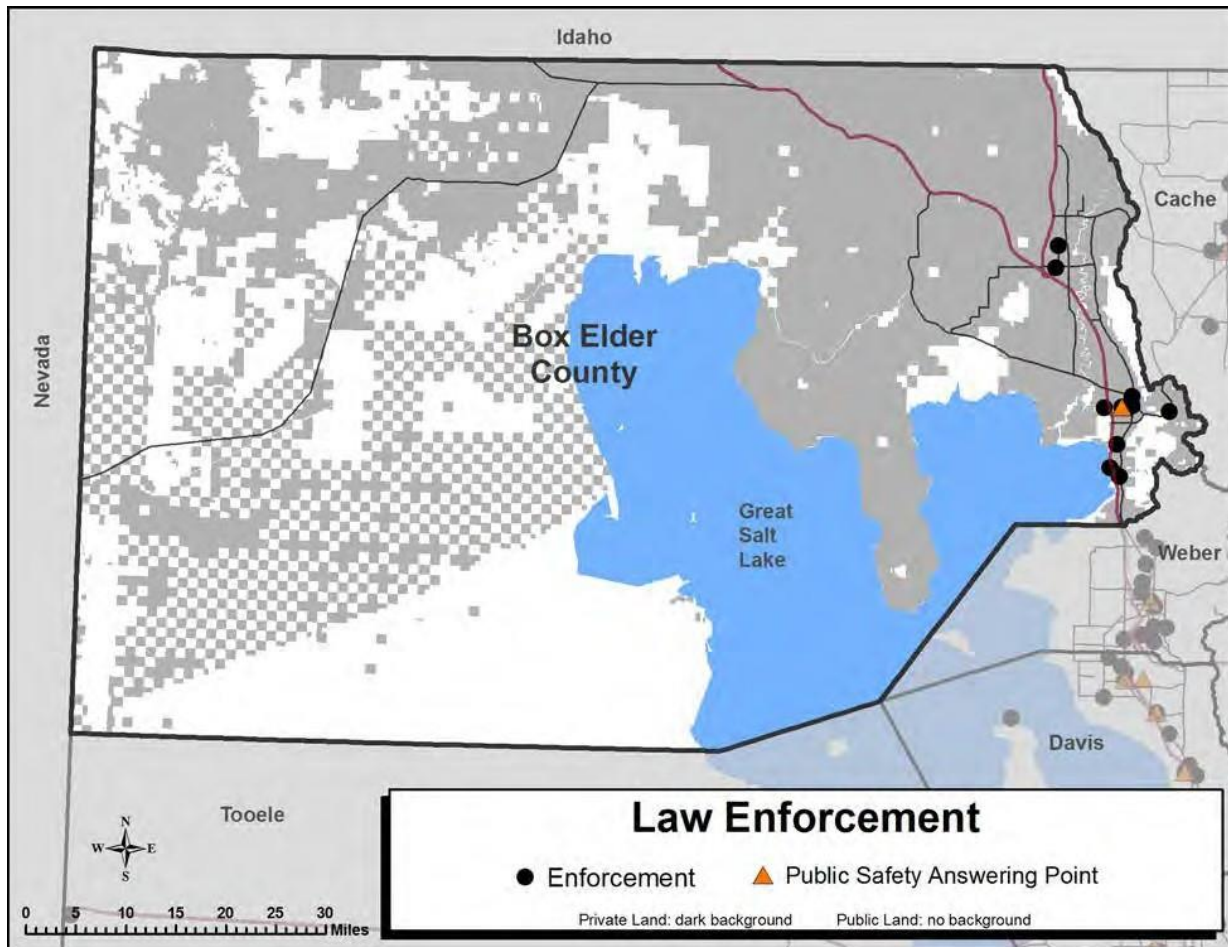 Idaho
Cache
Nevada
Box Elder
County
Great
Salt
Lake
Weber
Davis
Tooele
N
W E
S
0 5 10 15 20 25 30
Miles
Law Enforcement
Enforcement Public Safety Answering Point
Private Land: dark background Public Land: no background